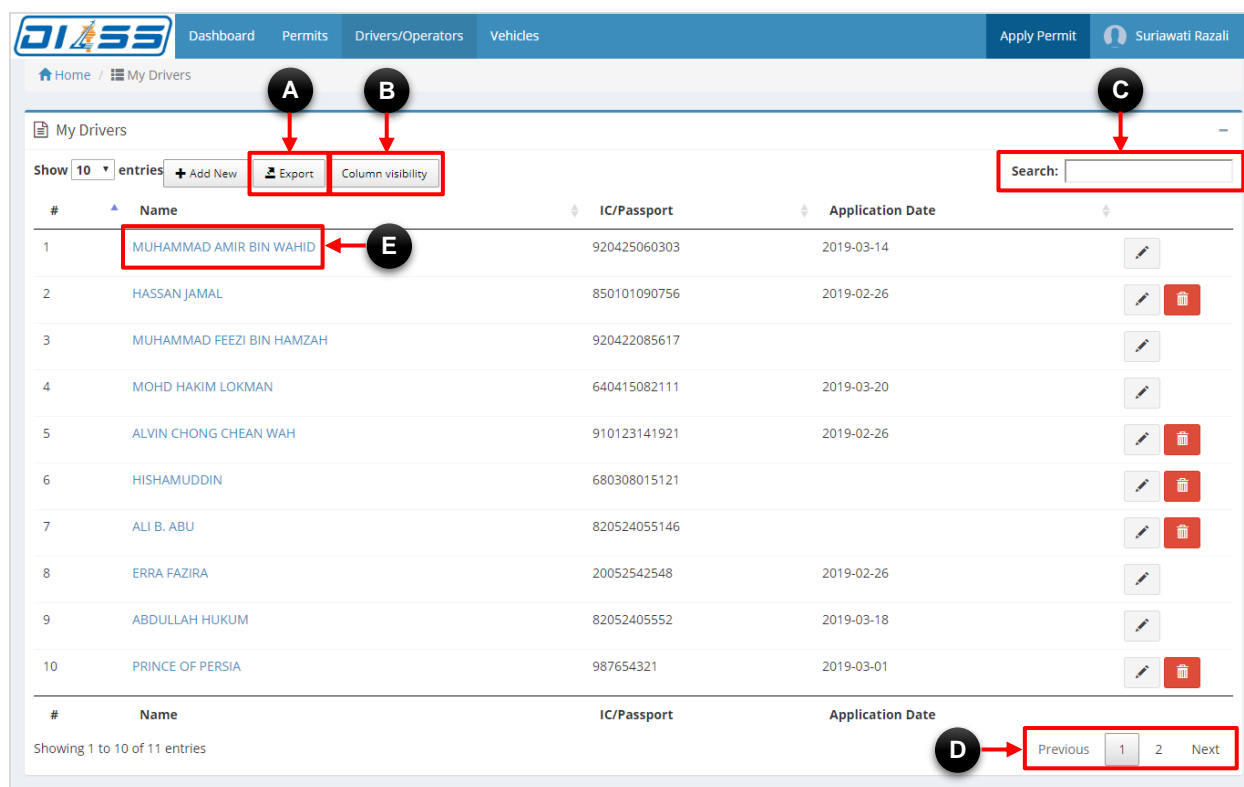 DIASS Dashboard Permits Drivers/Operators Vehicles Apply Permit Suriawati Razali
Home / My Drivers
A B C
My Drivers
Show 10 entries Add New Export Column visibility Search:
# Name IC/Passport Application Date
1 MUHAMMAD AMIR BIN WAHID E 920425060303 2019-03-14
2 HASSAN JAMAL 850101090756 2019-02-26
3 MUHAMMAD FEEZI BIN HAMZAH 920422085617
4 MOHD HAKIM LOKMAN 640415082111 2019-03-20
5 ALVIN CHONG CHEAN WAH 910123141921 2019-02-26
6 HISHAMUDDIN 680308015121
7 ALI B. ABU 820524055146
8 ERRA FAZIRA 20052542548 2019-02-26
9 ABDULLAH HUKUM 82052405552 2019-03-18
10 PRINCE OF PERSIA 987654321 2019-03-01
# Name IC/Passport Application Date
Showing 1 to 10 of 11 entries D Previous 1 2 Next